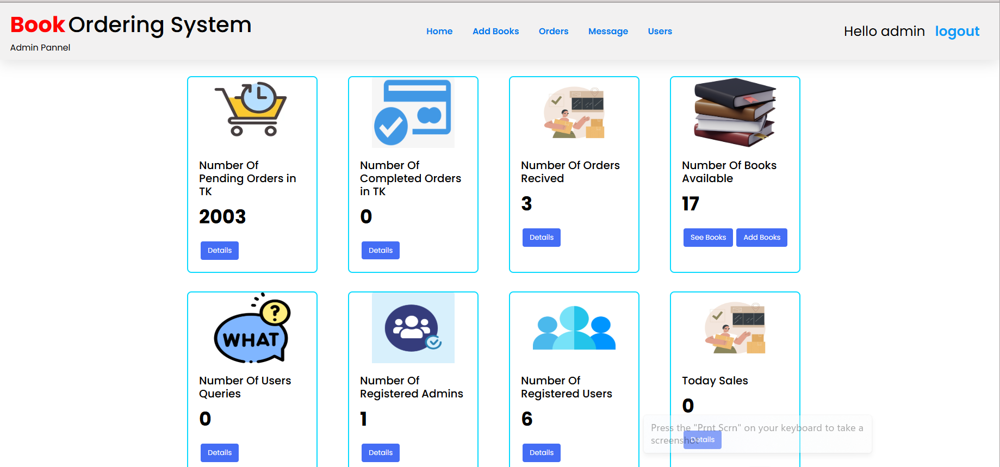 Book Ordering System
Admin Pannel
Home Add Books Orders Message Users
Hello admin logout
Number Of
Pending Orders in
TK
2003
Details
Number Of
Completed Orders
in TK
0
Details
Number Of Orders
Recived
3
Details
Number Of Books
Available
17
See Books Add Books
WHAT
?
Number Of Users
Queries
0
Details
Number Of
Registered Admins
1
Details
Number Of
Registered Users
6
Details
Today Sales
0
Details
Press the "Prnt Scrn" on your keyboard to take a
screenshot